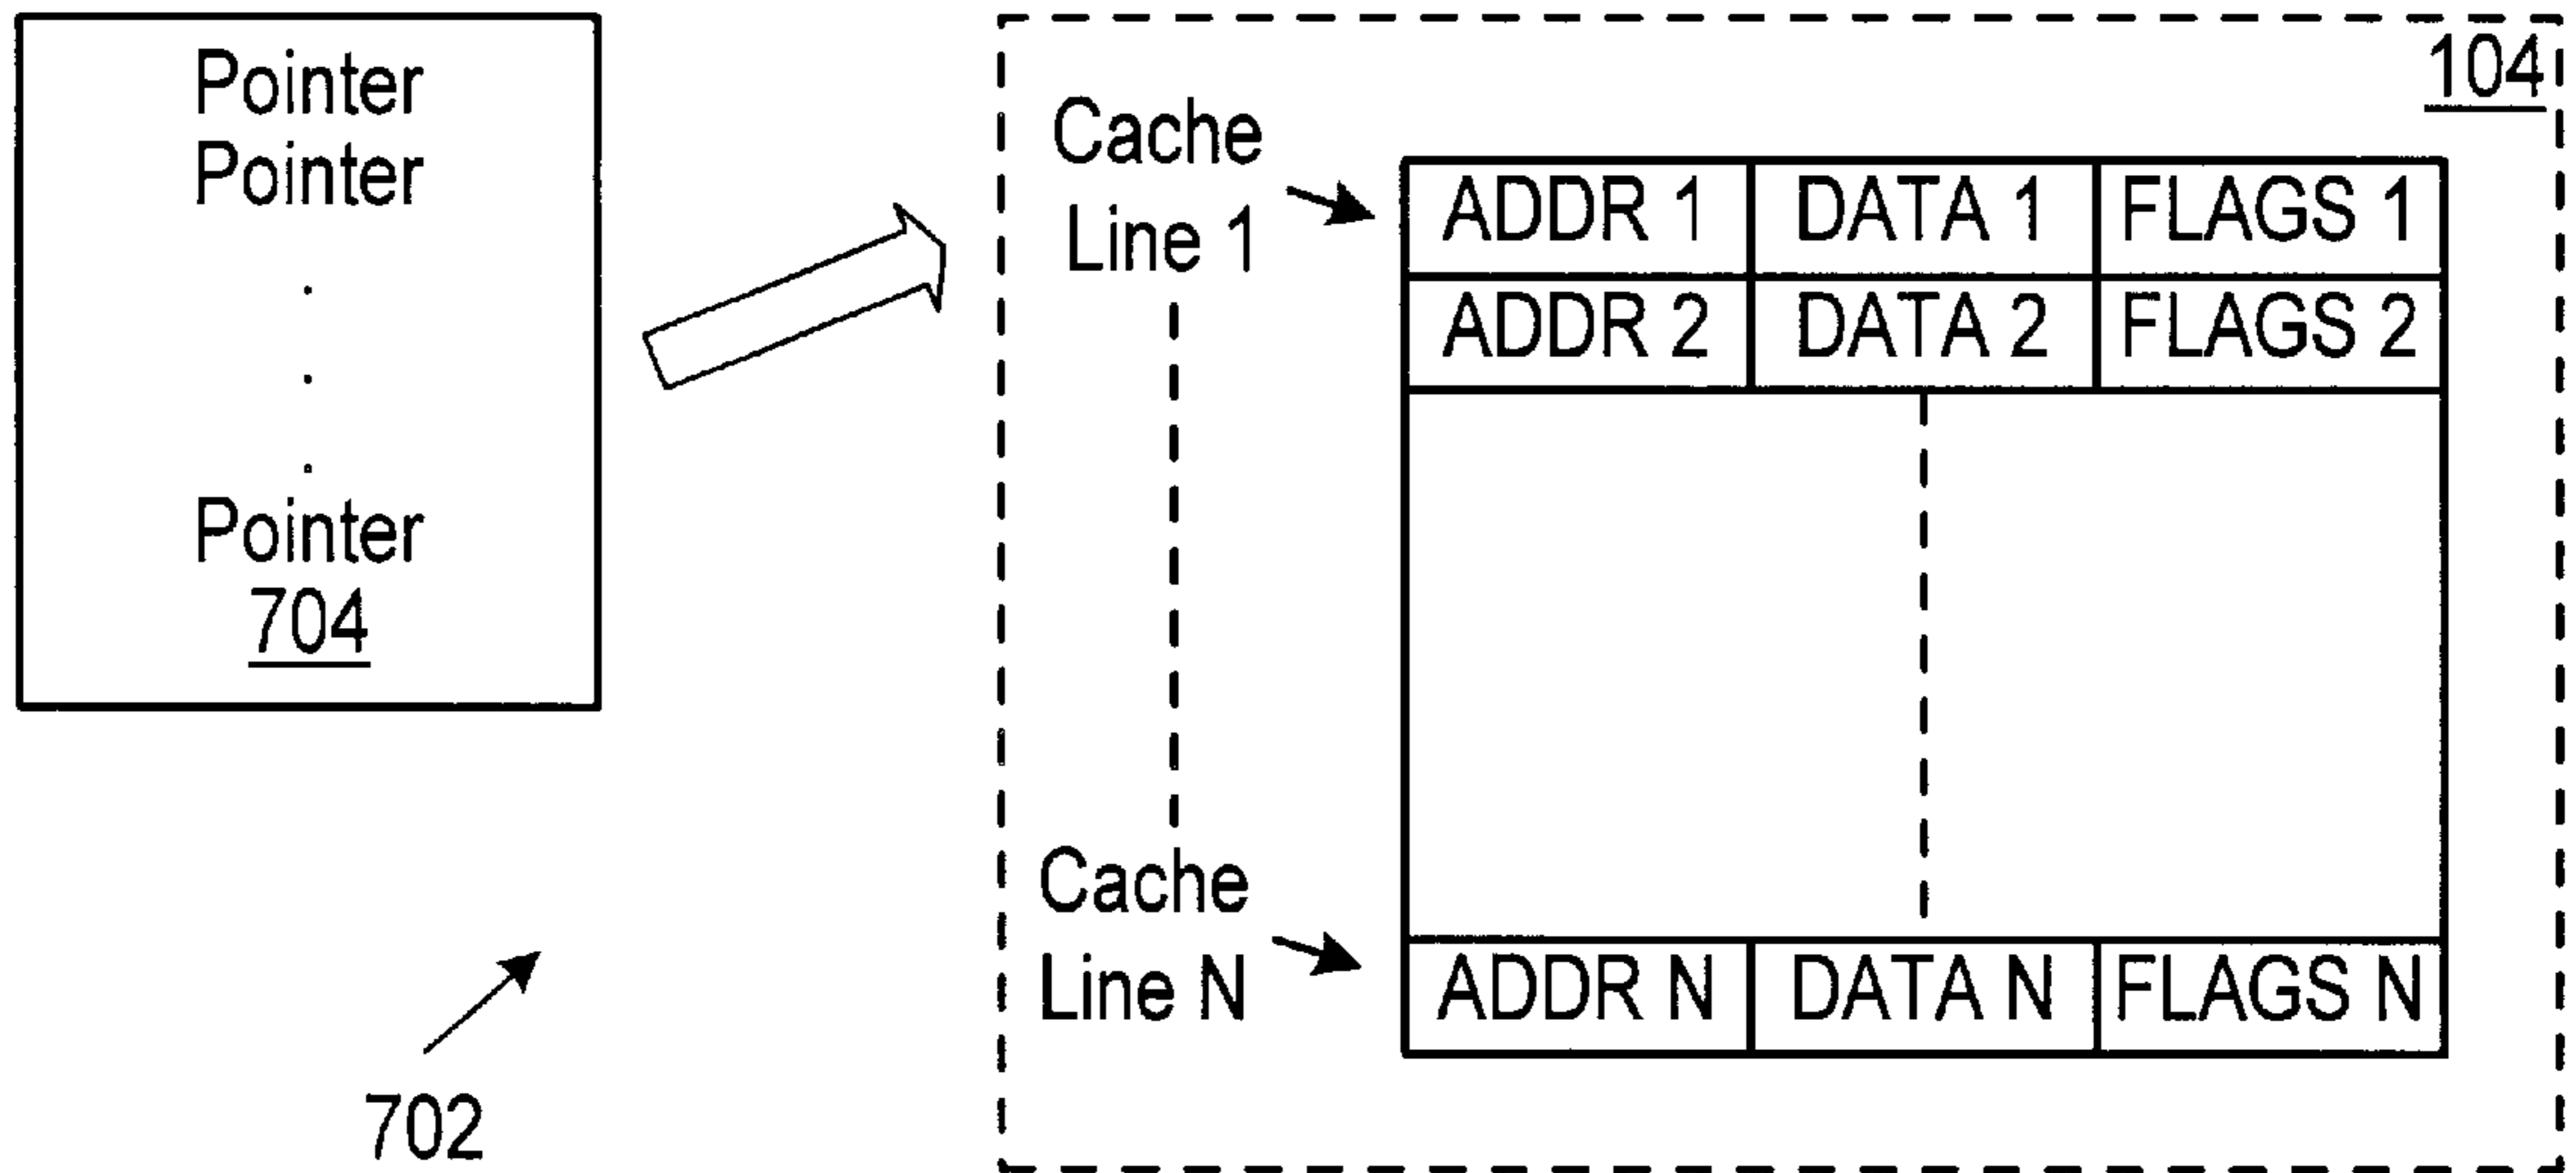 Pointer
Pointer
.
.
.
Pointer
704
702
104
Cache
Line 1
ADDR 1 DATA 1 FLAGS 1
ADDR 2 DATA 2 FLAGS 2
Cache
Line N
ADDR N DATA N FLAGS N